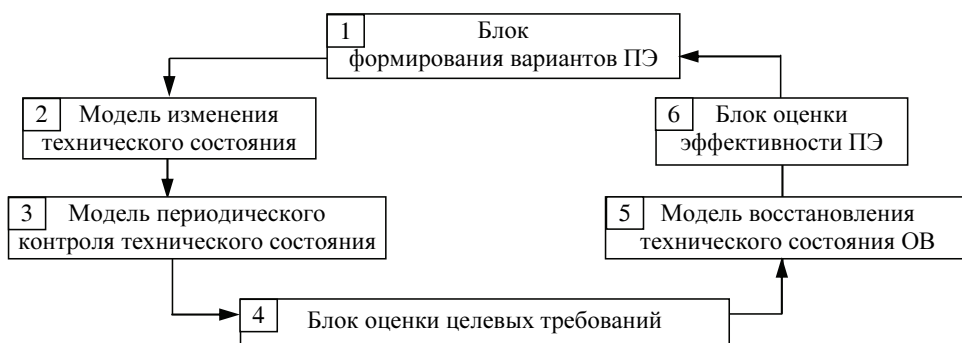 1 Блок
формирования вариантов ПЭ
2 Модель изменения
технического состояния
6 Блок оценки
эффективности ПЭ
3 Модель периодического
контроля технического состояния
5 Модель восстановления
технического состояния ОВ
4 Блок оценки целевых требований